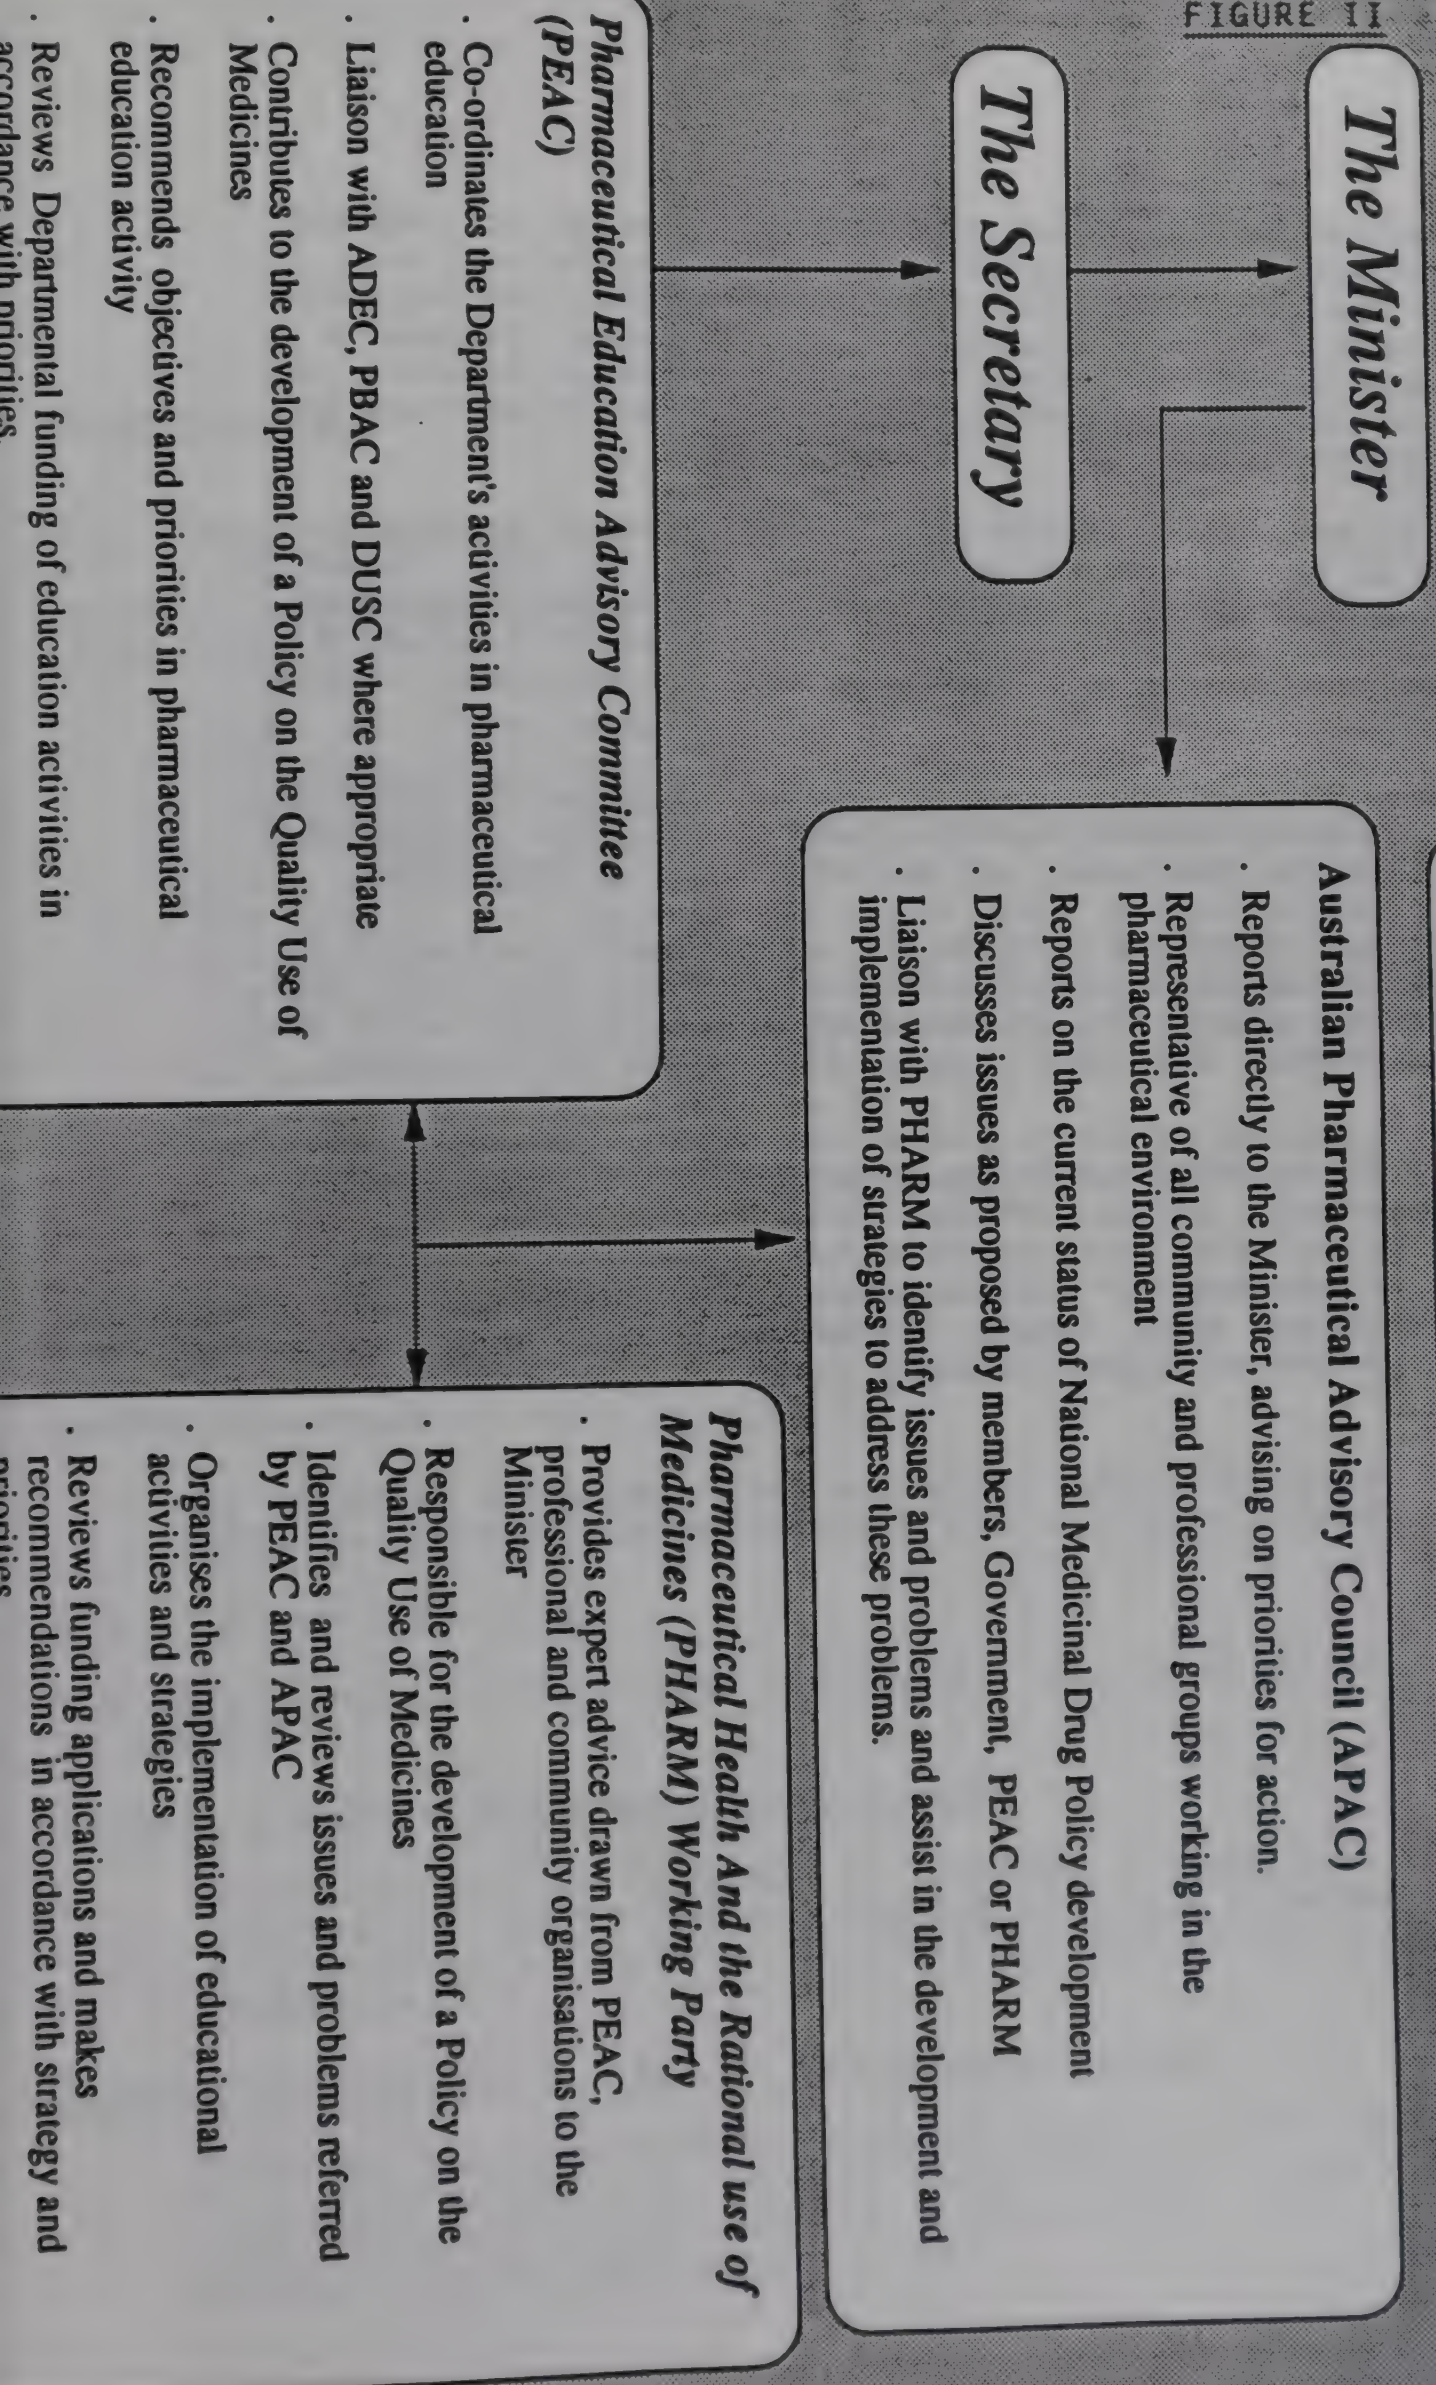 FIGURE II
The Minister
The Secretary
Australian Pharmaceutical Advisory Council (APAC)
. Reports directly to the Minister, advising on priorities for action.
. Representative of all community and professional groups working in the
pharmaceutical environment
. Reports on the current status of National Medicinal Drug Policy development
. Discusses issues as proposed by members, Government, PEAC or PHARM
. Liaison with PHARM to identify issues and problems and assist in the development and
implementation of strategies to address these problems.
Pharmaceutical Education Advisory Committee
(PEAC)
. Co-ordinates the Department's activities in pharmaceutical
education
. Liaison with ADEC, PBAC and DUSC where appropriate
. Contributes to the development of a Policy on the Quality Use of
Medicines
. Recommends objectives and priorities in pharmaceutical
education activity
. Reviews Departmental funding of education activities in
accordance with priorities.
Pharmaceutical Health And the Rational use of
Medicines (PHARM) Working Party
. Provides expert advice drawn from PEAC,
professional and community organisations to the
Minister
. Responsible for the development of a Policy on the
Quality Use of Medicines
. Identifies and reviews issues and problems referred
by PEAC and APAC
. Organises the implementation of educational
activities and strategies
. Reviews funding applications and makes
recommendations in accordance with strategy and
priorities